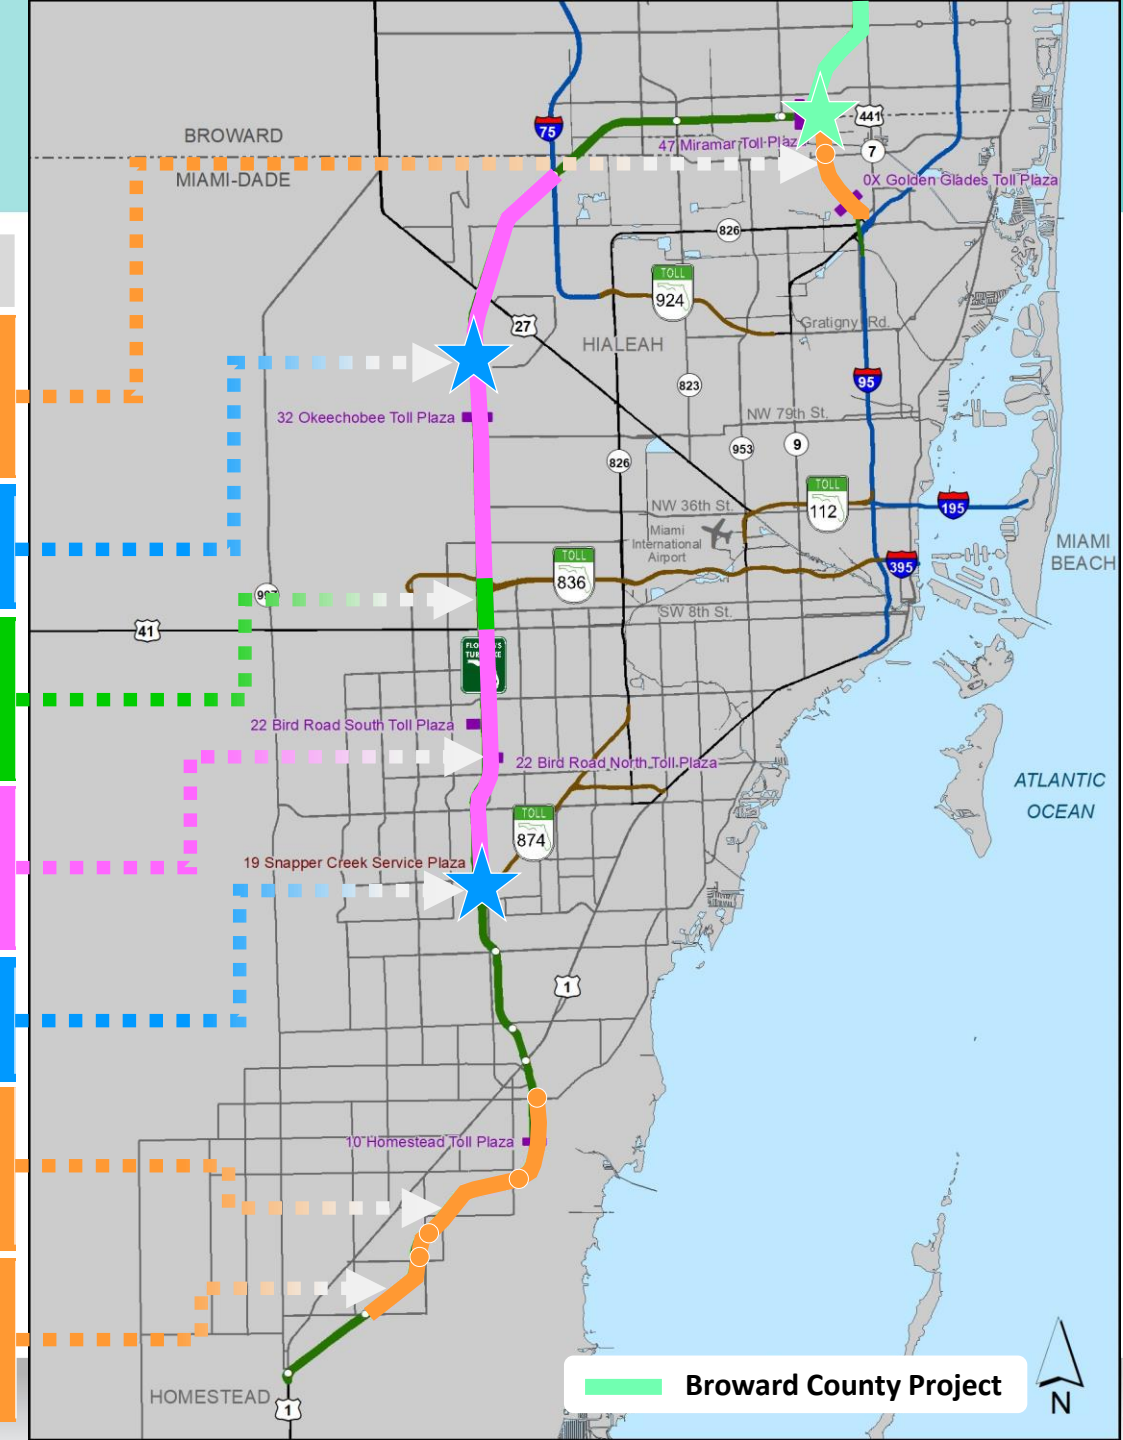 BROWARD
75
441
47 Miramar Toll Plaza
7
MIAMI-DADE
0X Golden Glades Toll Plaza
826
TOLL
924
27
Gratigny Rd.
HIALEAH
95
823
32 Okeechobee Toll Plaza
NW 79th St.
953
9
826
TOLL
112
NW 36th St.
195
Miami
International
Airport
MIAMI
BEACH
TOLL
836
395
SW 8th St.
41
22 Bird Road South Toll Plaza
22 Bird Road North Toll Plaza
ATLANTIC
OCEAN
TOLL
874
19 Snapper Creek Service Plaza
1
10 Homestead Toll Plaza
HOMESTEAD
1
Broward County Project
N